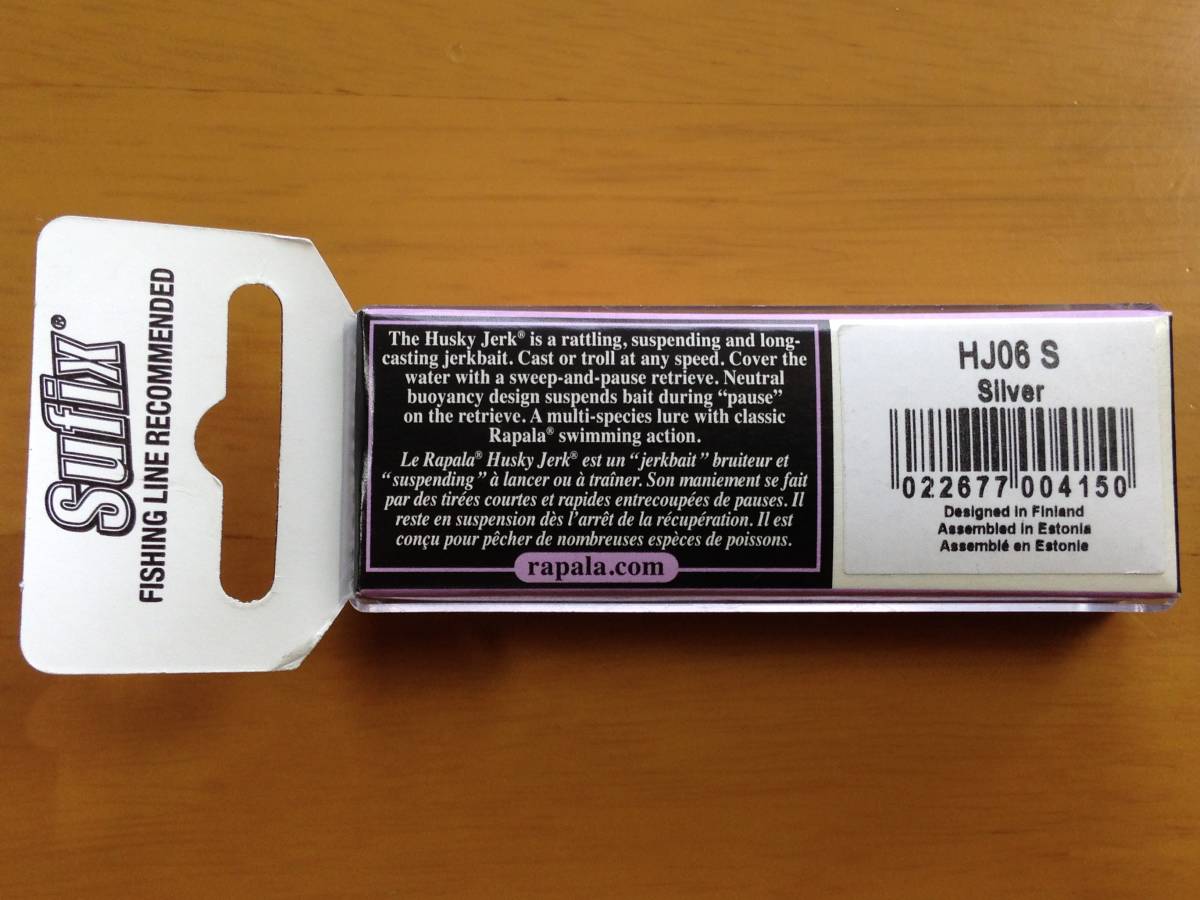 Sufix®
FISHING LINE RECOMMENDED
The Husky Jerk® is a rattling, suspending and long-
casting jerkbait. Cast or troll at any speed. Cover the
water with a sweep-and-pause retrieve. Neutral
buoyancy design suspends bait during “pause”
on the retrieve. A multi-species lure with classic
Rapala® swimming action.
Le Rapala® Husky Jerk® est un “jerkbait” bruiteur et
“suspending” à lancer ou à traîner. Son maniement se fait
par des tirées courtes et rapides entrecoupées de pauses. Il
reste en suspension dès l’arrêt de la récupération. Il est
conçu pour pêcher de nombreuses espèces de poissons.
rapala.com
HJ06 S
Silver
022677 004150
Designed in Finland
Assembled in Estonia
Assemblé en Estonie